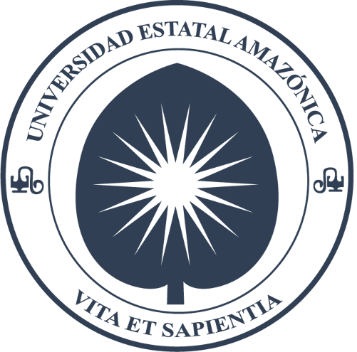 UNIVERSIDAD ESTATAL AMAZÓNICA
VITA ET SAPIENTIA